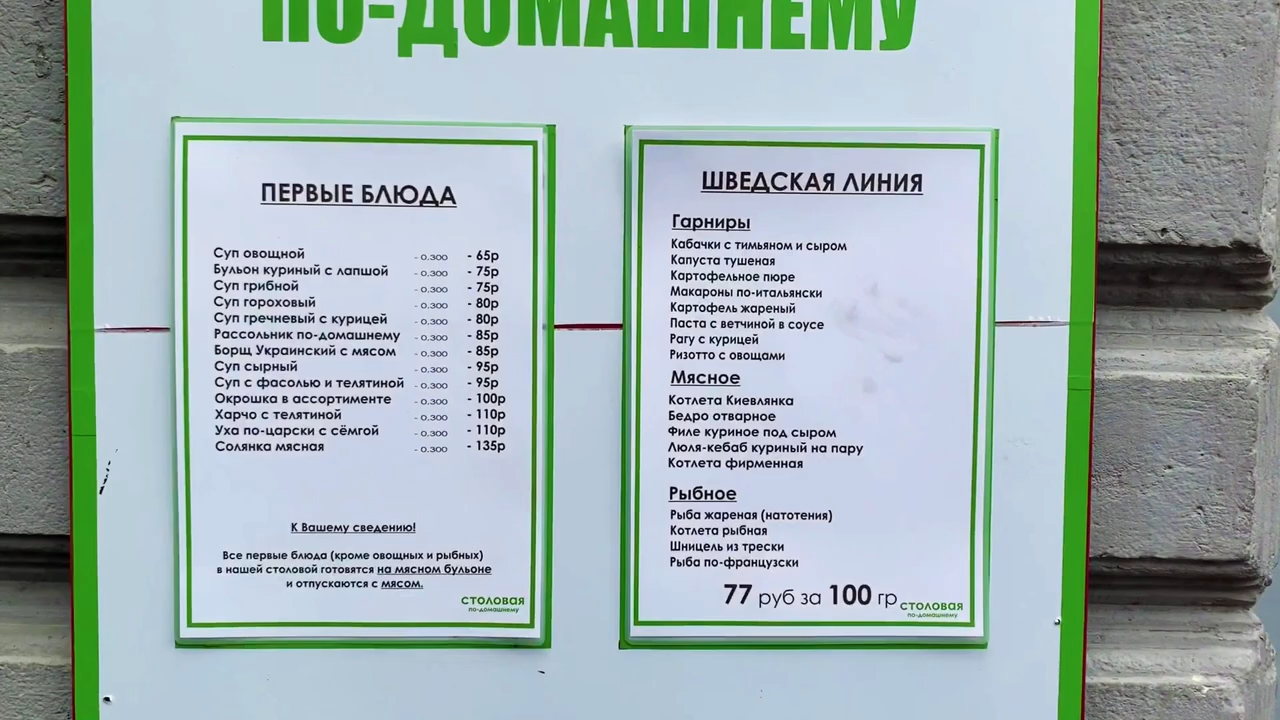 ПО-ДОМАШНЕМУ
ПЕРВЫЕ БЛЮДА
Суп овощной - 0.300 - 65р
Бульон куриный с лапшой - 0.300 - 75р
Суп грибной - 0.300 - 75р
Суп гороховый - 0.300 - 80р
Суп гречневый с курицей - 0.300 - 80р
Рассольник по-домашнему - 0.300 - 85р
Борщ Украинский с мясом - 0.300 - 85р
Суп сырный - 0.300 - 95р
Суп с фасолью и телятиной - 0.300 - 95р
Окрошка в ассортименте - 0.300 - 100р
Харчо с телятиной - 0.300 - 110р
Уха по-царски с сёмгой - 0.300 - 110р
Солянка мясная - 0.300 - 135р
К Вашему сведению!
Все первые блюда (кроме овощных и рыбных)
в нашей столовой готовятся на мясном бульоне
и отпускаются с мясом.
СТОЛОВАЯ
по-домашнему
ШВЕДСКАЯ ЛИНИЯ
Гарниры
Кабачки с тимьяном и сыром
Капуста тушеная
Картофельное пюре
Макароны по-итальянски
Картофель жареный
Паста с ветчиной в соусе
Рагу с курицей
Ризотто с овощами
Мясное
Котлета Киевлянка
Бедро отварное
Филе куриное под сыром
Люля-кебаб куриный на пару
Котлета фирменная
Рыбное
Рыба жареная (натотения)
Котлета рыбная
Шницель из трески
Рыба по-французски
77 руб за 100 гр
СТОЛОВАЯ
по-домашнему